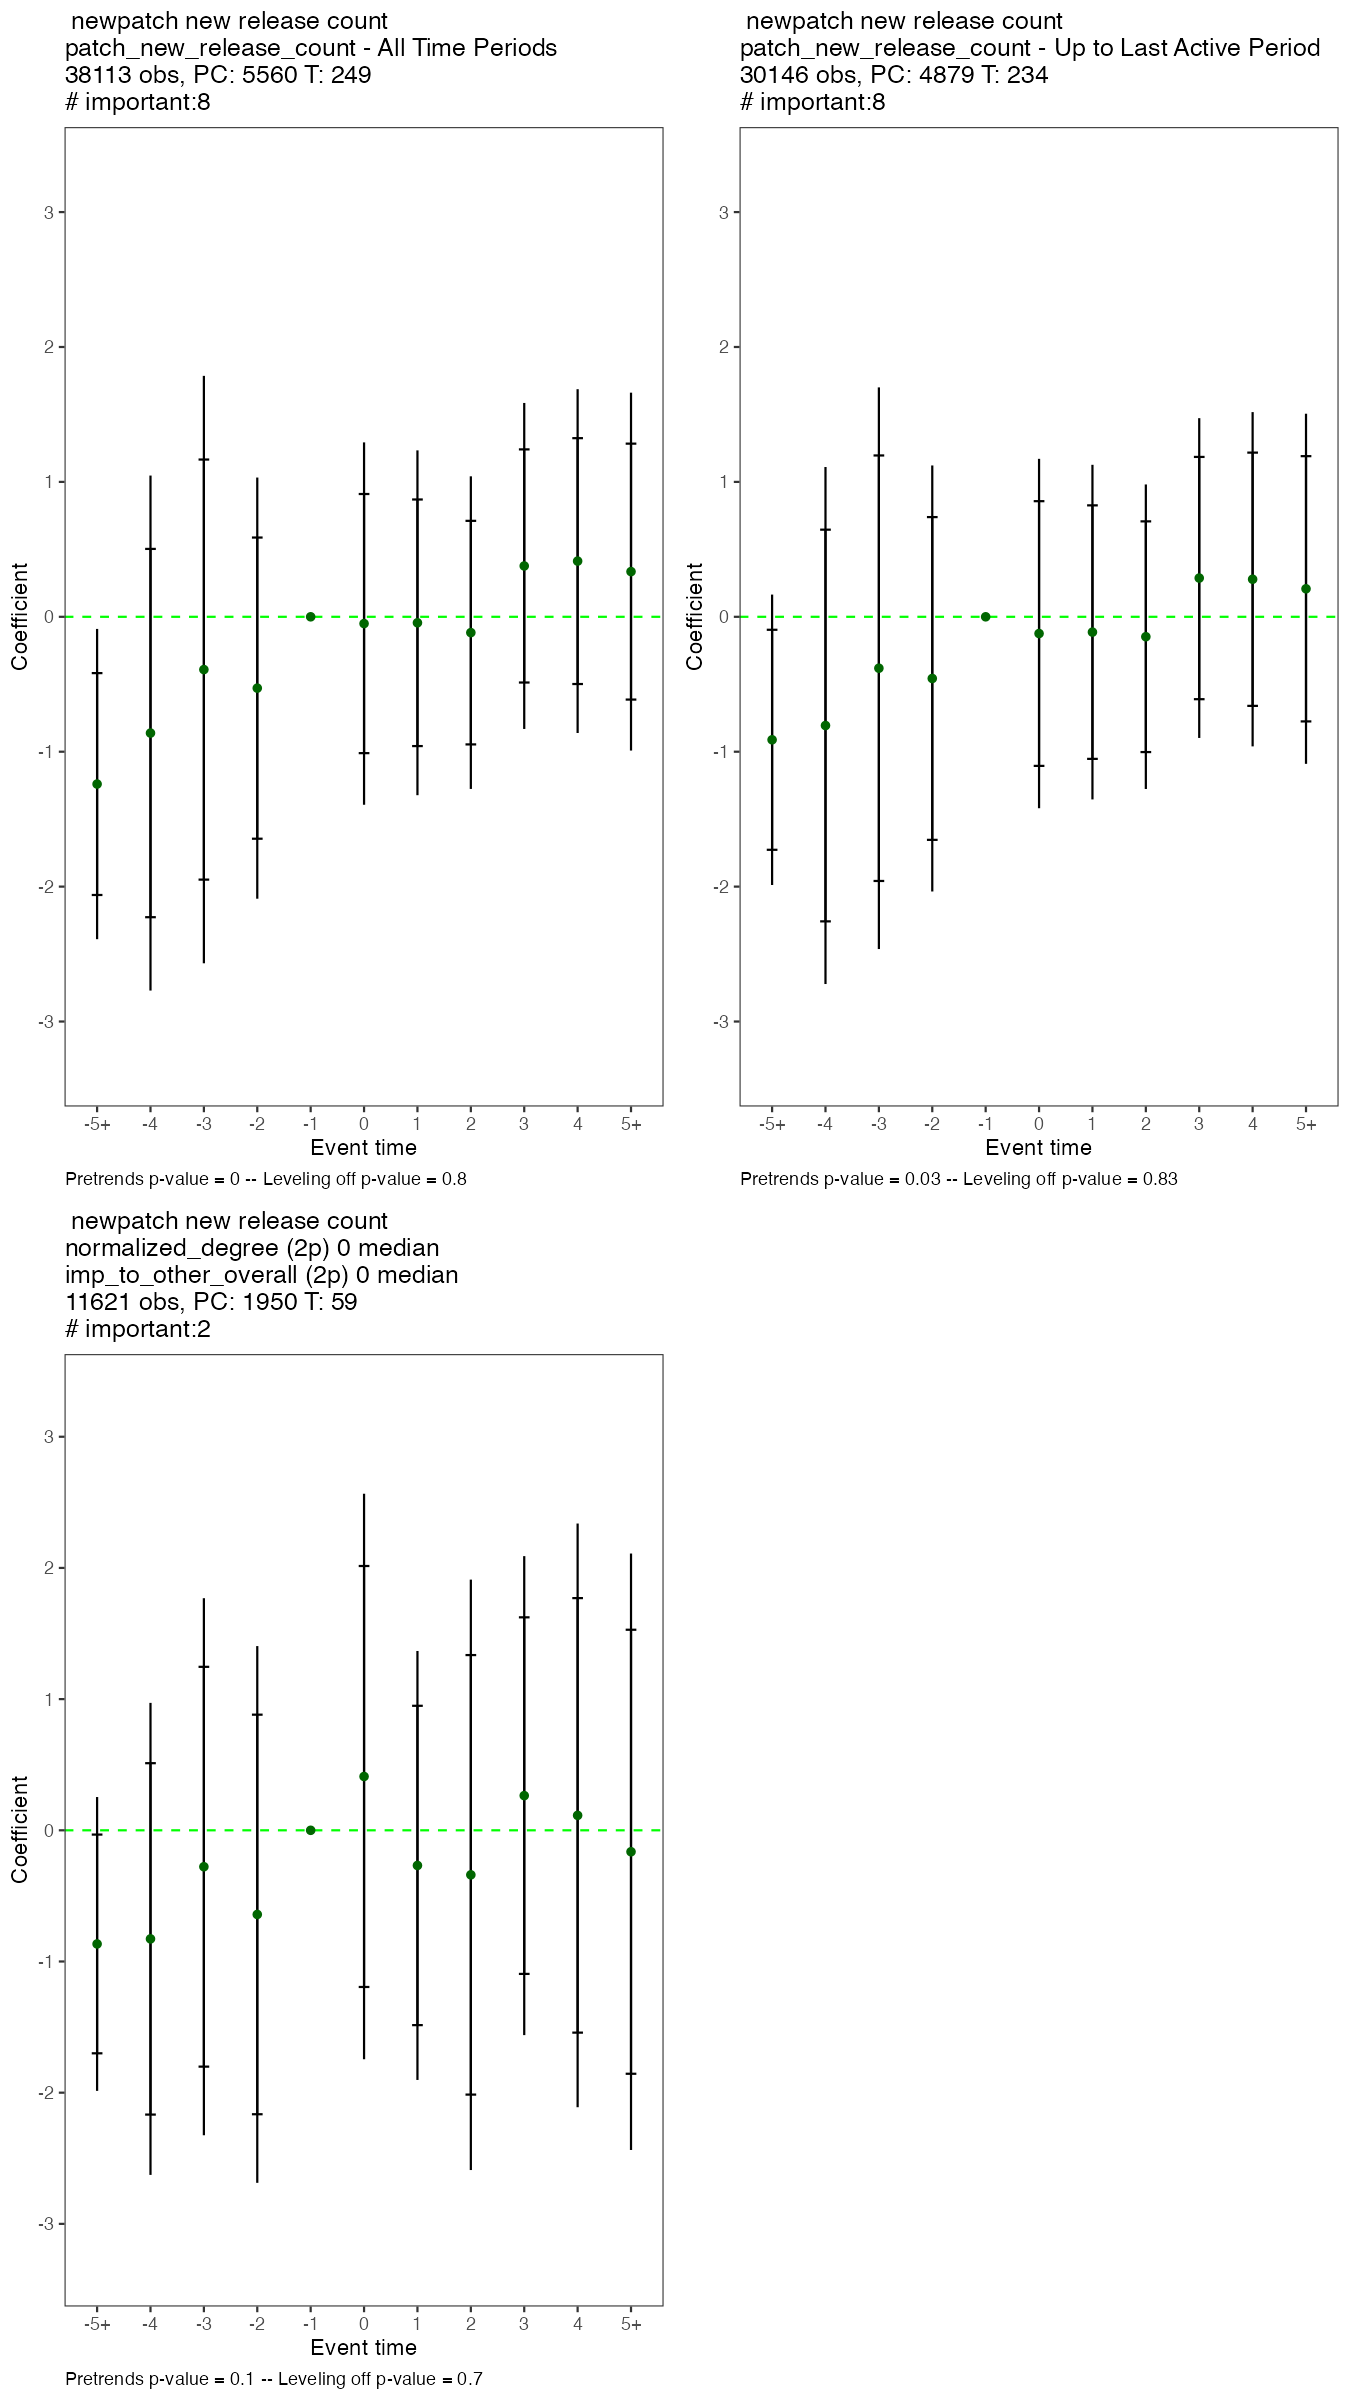 newpatch new release count
patch_new_release_count - All Time Periods
38113 obs, PC: 5560 T: 249
# important:8
3
2
1
0
-1
-2
-3
Coefficient
-5+ -4 -3 -2 -1 0 1 2 3 4 5+
Event time
Pretrends p-value = 0 -- Leveling off p-value = 0.8
newpatch new release count
patch_new_release_count - Up to Last Active Period
30146 obs, PC: 4879 T: 234
# important:8
3
2
1
0
-1
-2
-3
Coefficient
-5+ -4 -3 -2 -1 0 1 2 3 4 5+
Event time
Pretrends p-value = 0.03 -- Leveling off p-value = 0.83
newpatch new release count
normalized_degree (2p) 0 median
imp_to_other_overall (2p) 0 median
11621 obs, PC: 1950 T: 59
# important:2
3
2
1
0
-1
-2
-3
Coefficient
-5+ -4 -3 -2 -1 0 1 2 3 4 5+
Event time
Pretrends p-value = 0.1 -- Leveling off p-value = 0.7